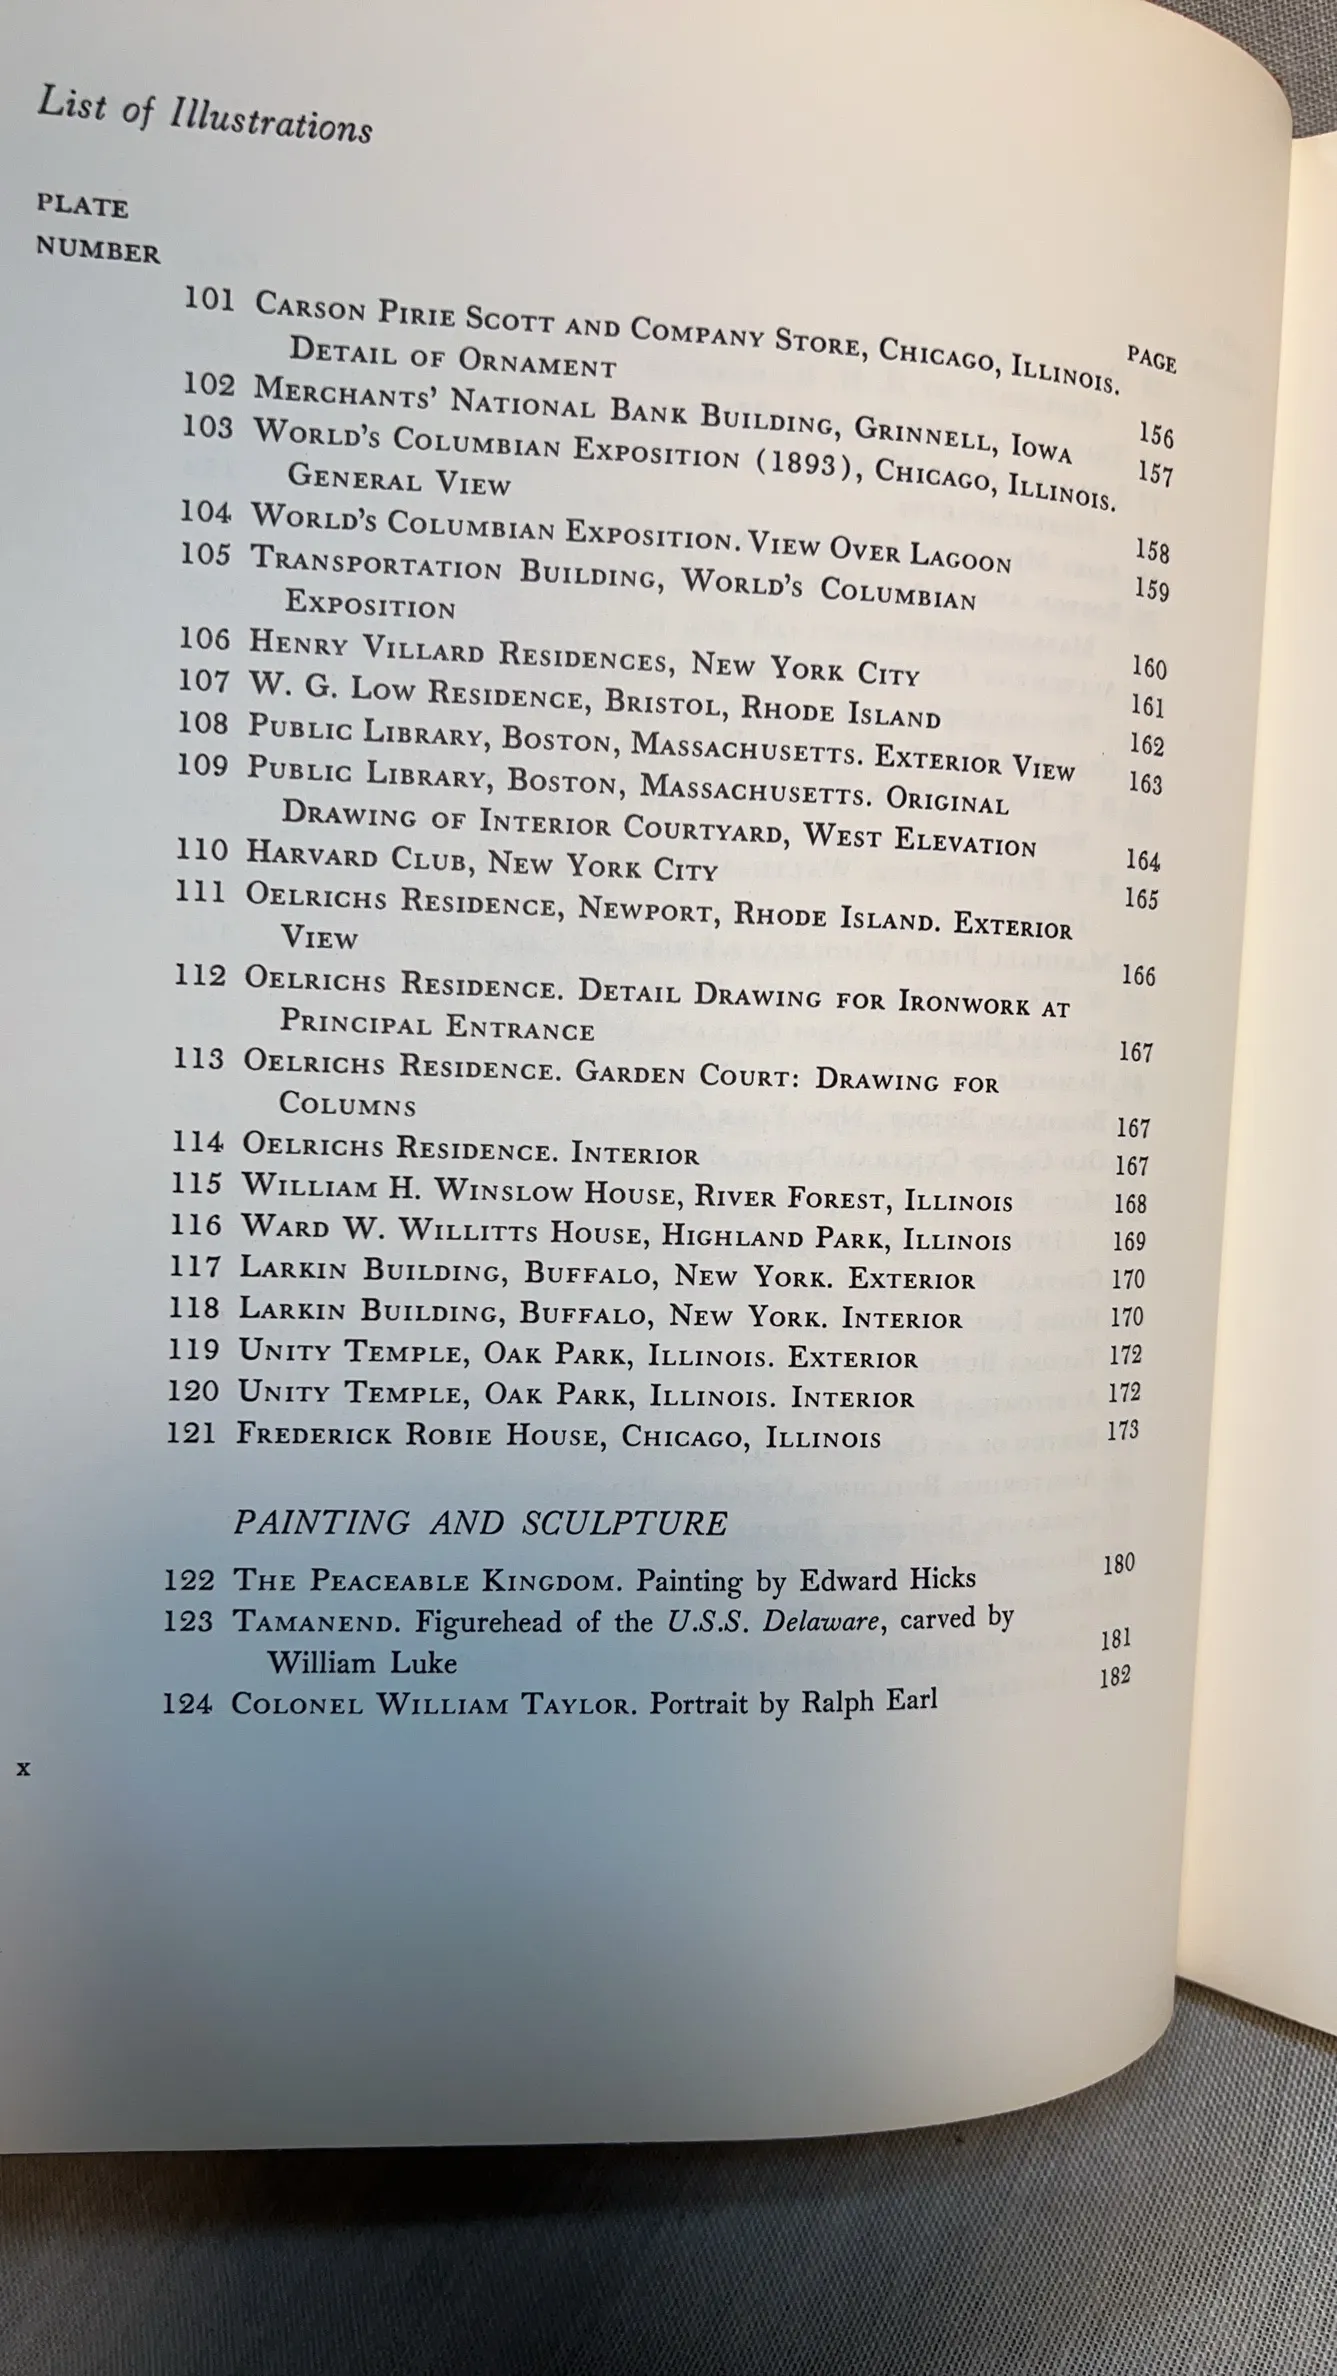 List of Illustrations
PLATE
NUMBER
PAGE
101 CARSON PIRIE SCOTT AND COMPANY STORE, CHICAGO, ILLINOIS.
DETAIL OF ORNAMENT 156
102 MERCHANTS' NATIONAL BANK BUILDING, GRINNELL, IOWA 157
103 WORLD'S COLUMBIAN EXPOSITION (1893), CHICAGO, ILLINOIS.
GENERAL VIEW 158
104 WORLD'S COLUMBIAN EXPOSITION. VIEW OVER LAGOON 159
105 TRANSPORTATION BUILDING, WORLD'S COLUMBIAN
EXPOSITION 160
106 HENRY VILLARD RESIDENCES, NEW YORK CITY 161
107 W. G. LOW RESIDENCE, BRISTOL, RHODE ISLAND 162
108 PUBLIC LIBRARY, BOSTON, MASSACHUSETTS. EXTERIOR VIEW 163
109 PUBLIC LIBRARY, BOSTON, MASSACHUSETTS. ORIGINAL
DRAWING OF INTERIOR COURTYARD, WEST ELEVATION 164
110 HARVARD CLUB, NEW YORK CITY 165
111 OELRICHS RESIDENCE, NEWPORT, RHODE ISLAND. EXTERIOR
VIEW 166
112 OELRICHS RESIDENCE. DETAIL DRAWING FOR IRONWORK AT
PRINCIPAL ENTRANCE 167
113 OELRICHS RESIDENCE. GARDEN COURT: DRAWING FOR
COLUMNS 167
114 OELRICHS RESIDENCE. INTERIOR 167
115 WILLIAM H. WINSLOW HOUSE, RIVER FOREST, ILLINOIS 168
116 WARD W. WILLITTS HOUSE, HIGHLAND PARK, ILLINOIS 169
117 LARKIN BUILDING, BUFFALO, NEW YORK. EXTERIOR 170
118 LARKIN BUILDING, BUFFALO, NEW YORK. INTERIOR 170
119 UNITY TEMPLE, OAK PARK, ILLINOIS. EXTERIOR 172
120 UNITY TEMPLE, OAK PARK, ILLINOIS. INTERIOR 172
121 FREDERICK ROBIE HOUSE, CHICAGO, ILLINOIS 173
PAINTING AND SCULPTURE
122 THE PEACEABLE KINGDOM. Painting by Edward Hicks 180
123 TAMANEND. Figurehead of the U.S.S. Delaware, carved by
William Luke 181
124 COLONEL WILLIAM TAYLOR. Portrait by Ralph Earl 182
x